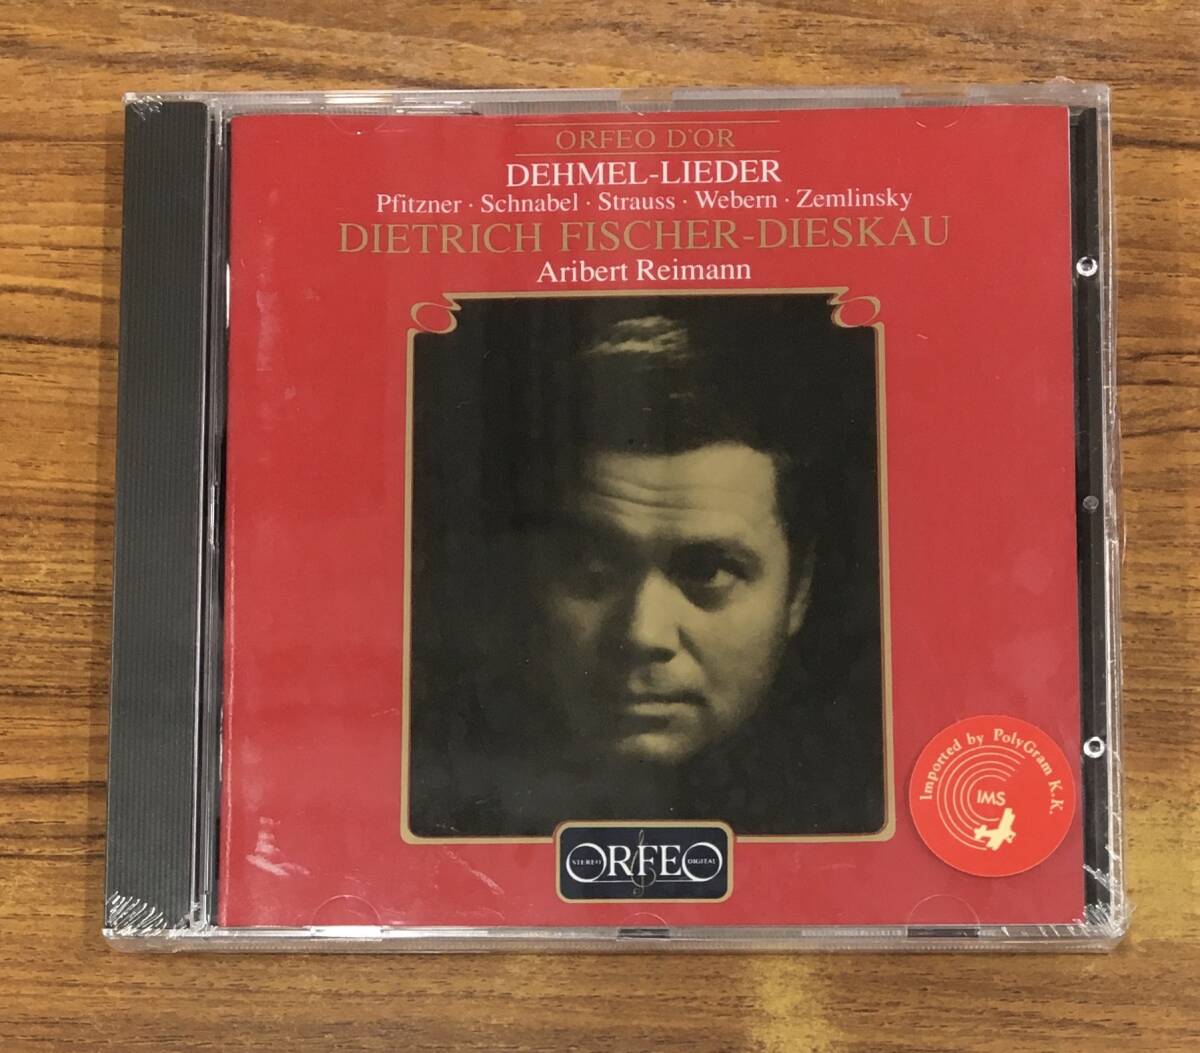 ORFEO D'OR
DEHMEL-LIEDER
Pfitzner · Schnabel · Strauss · Webern · Zemlinsky
DIETRICH FISCHER-DIESKAU
Aribert Reimann
Imported by PolyGram K.K.
IMS
STEREO ORFEO DIGITAL